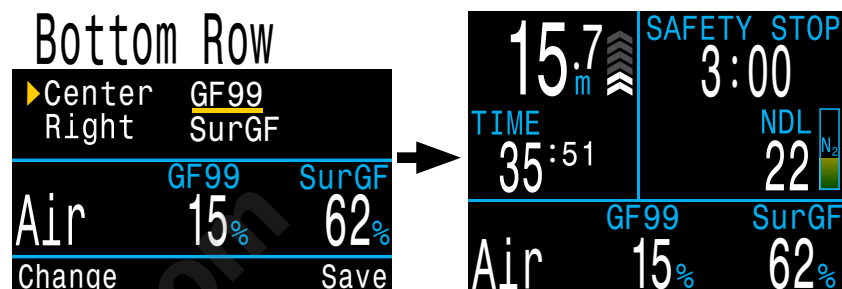 Bottom Row
Center GF99
Right SurGF
GF99 SurGF
Air 15% 62%
Change Save
15.7m
SAFETY STOP
3:00
TIME
35:51
NDL
22
N2
GF99 SurGF
Air 15% 62%
om